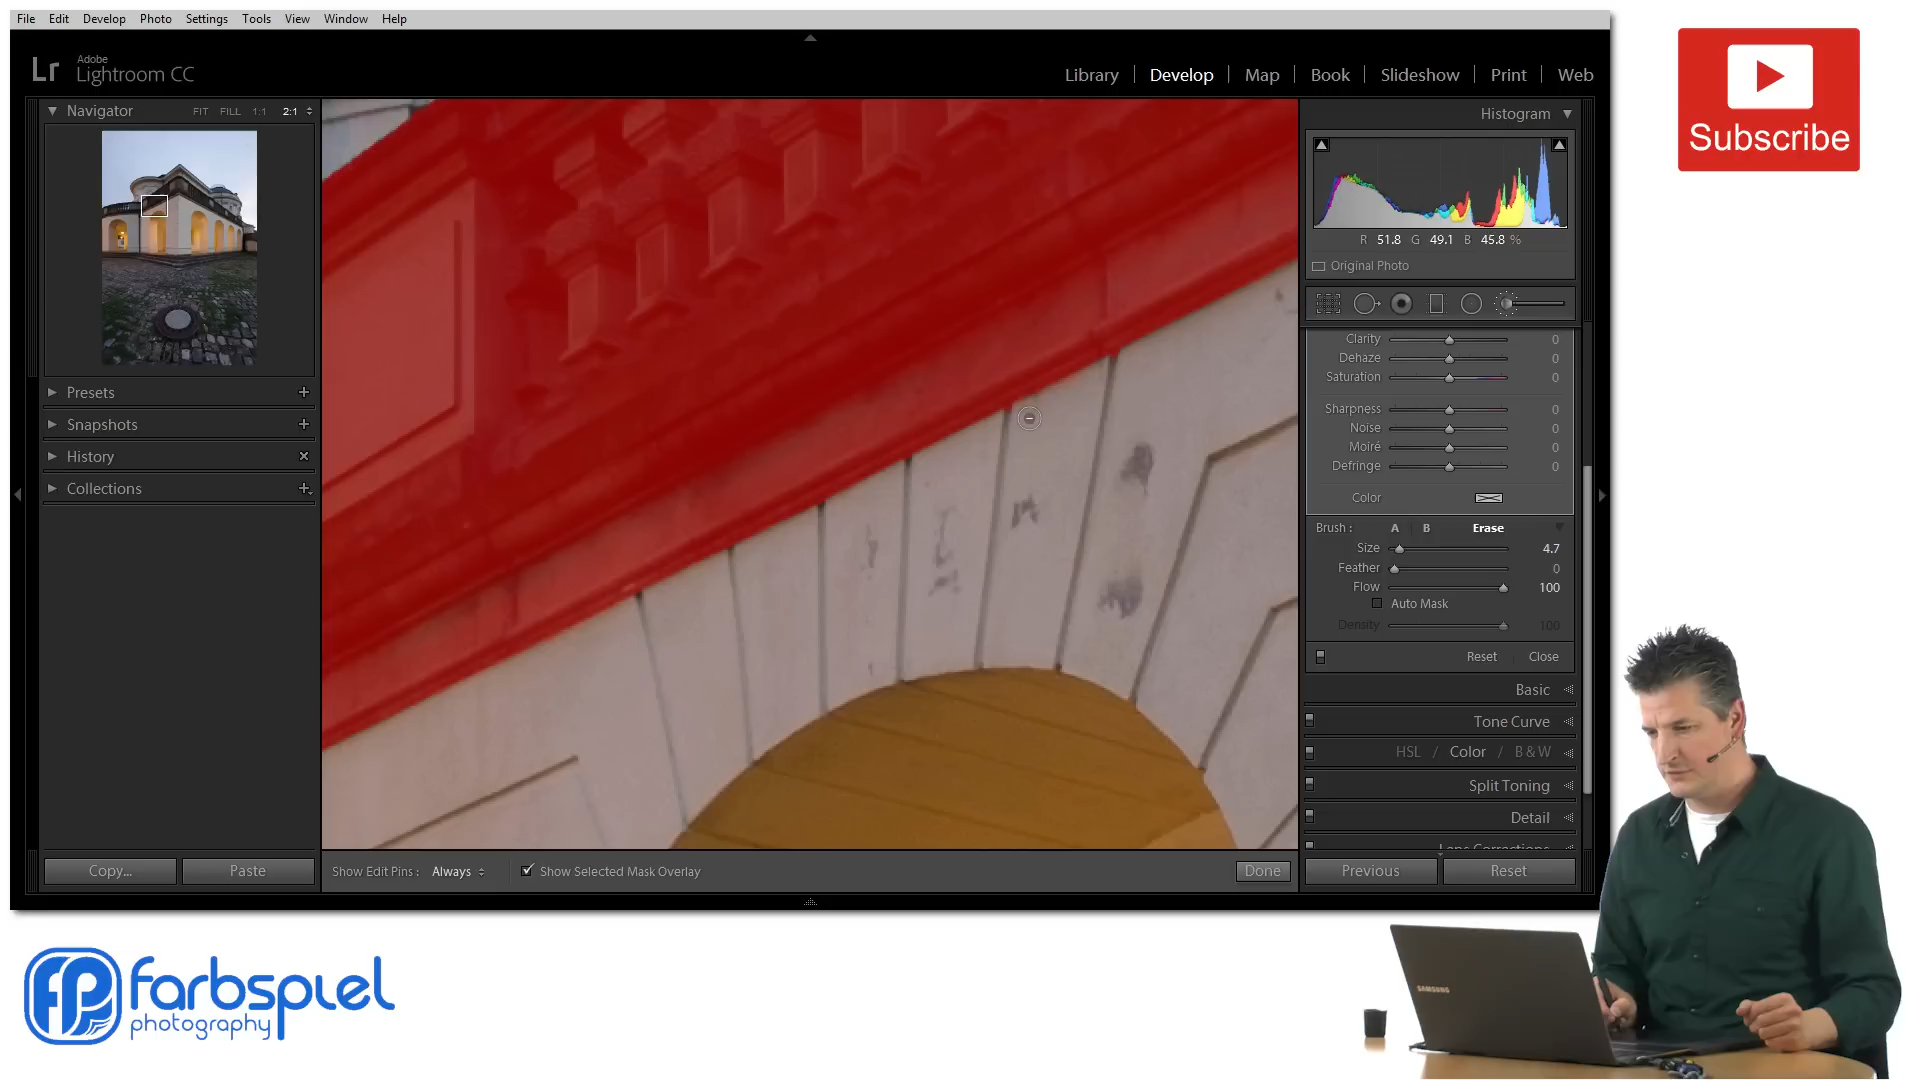 File Edit Develop Photo Settings Tools View Window Help
Lr Adobe Lightroom CC
Library Develop Map Book Slideshow Print Web
Subscribe
Navigator FIT FILL 1:1 2:1
Histogram
R 51.8 G 49.1 B 45.8 %
Original Photo
Clarity 0
Dehaze 0
Saturation 0
Presets
Sharpness 0
Snapshots
Noise 0
Moiré 0
History
Defringe 0
Collections
Color
Brush : A B Erase
Size 4.7
Feather 0
Flow 100
Auto Mask
Density 100
Reset Close
Basic
Tone Curve
HSL / Color / B & W
Split Toning
Detail
Lens Corrections
Copy... Paste
Show Edit Pins : Always Show Selected Mask Overlay Done
Previous Reset
fp farbspiel
photography
SAMSUNG